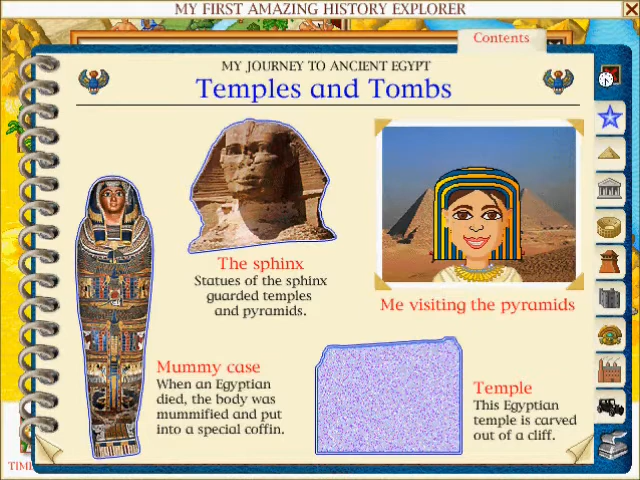 MY FIRST AMAZING HISTORY EXPLORER
Contents
MY JOURNEY TO ANCIENT EGYPT
Temples and Tombs
The sphinx
Statues of the sphinx
guarded temples
and pyramids.
Me visiting the pyramids
Mummy case
When an Egyptian
died, the body was
mummified and put
into a special coffin.
Temple
This Egyptian
temple is carved
out of a cliff.